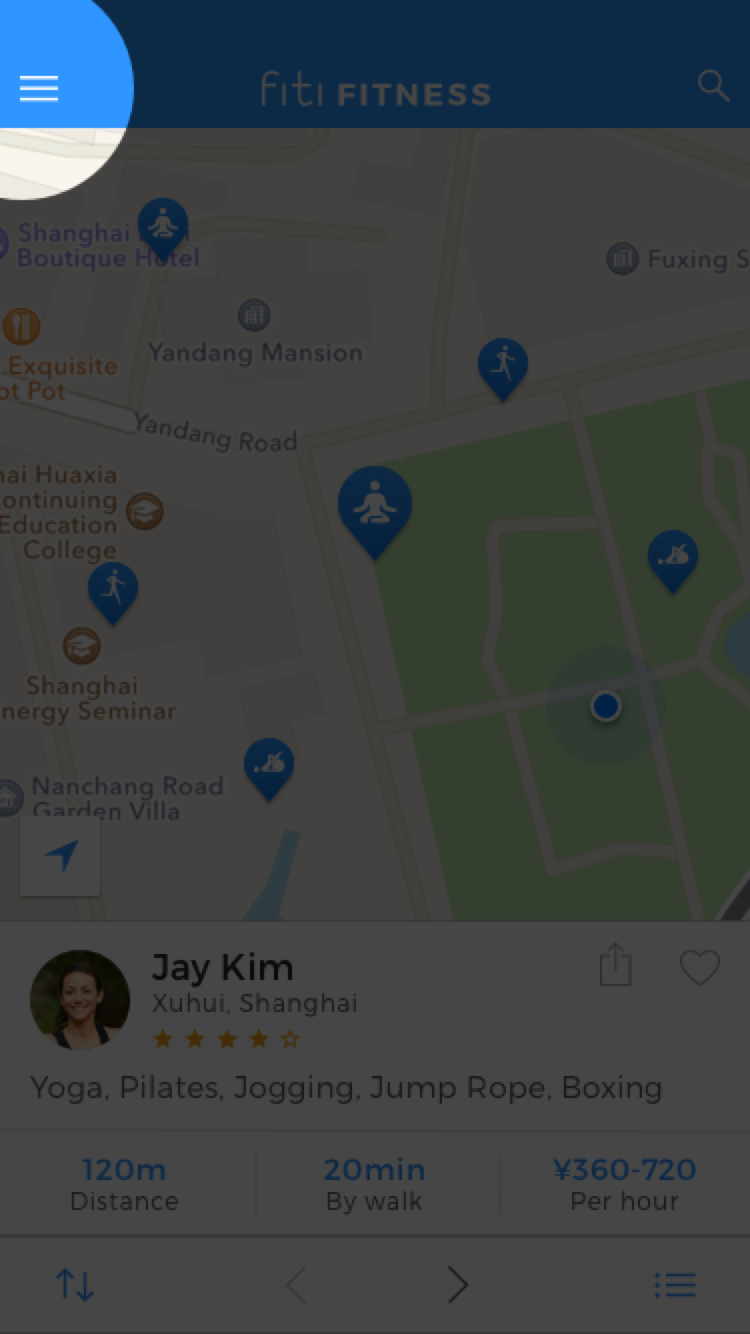 fiti FITNESS
Shanghai
Boutique Hotel
Fuxing S
Yandang Mansion
Exquisite
ot Pot
Yandang Road
hai Huaxia
ontinuing
Education
College
Shanghai
nergy Seminar
Nanchang Road
Garden Villa
Jay Kim
Xuhui, Shanghai
Yoga, Pilates, Jogging, Jump Rope, Boxing
120m 20min ¥360-720
Distance By walk Per hour